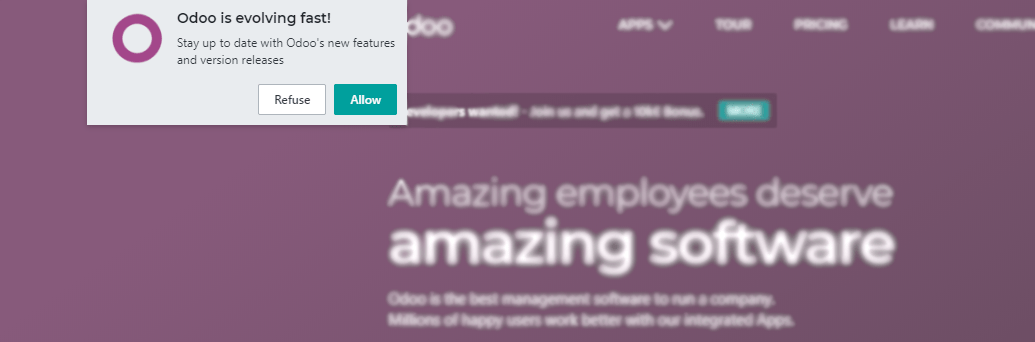 Odoo is evolving fast!
Stay up to date with Odoo's new features
and version releases
Refuse
Allow
doo
APPS
TOUR
PRICING
LEARN
COMMUN
evelopers wanted! - Join us and get a 10k€ Bonus.
MORE
Amazing employees deserve
amazing software
Odoo is the best management software to run a company.
Millions of happy users work better with our integrated Apps.